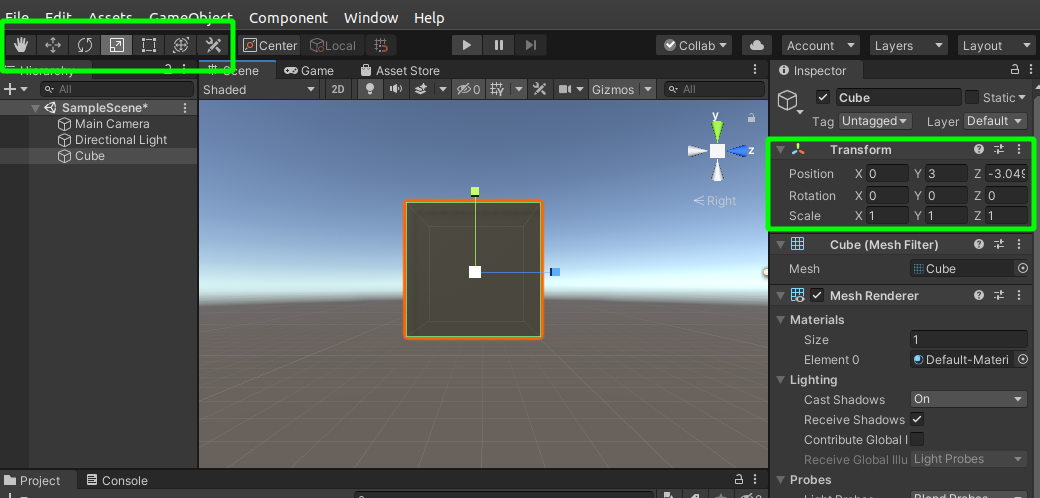 File Edit Assets GameObject Component Window Help
Center Local Collab Account Layers Layout
Hierarchy Scene Game Asset Store Inspector
All Shaded 2D 0 Gizmos All Cube Static
SampleScene* Tag Untagged Layer Default
Main Camera
Directional Light
Cube
y
z
Right
Transform
Position X 0 Y 3 Z -3.049
Rotation X 0 Y 0 Z 0
Scale X 1 Y 1 Z 1
Cube (Mesh Filter)
Mesh Cube
Mesh Renderer
Materials
Size 1
Element 0 Default-Materi
Lighting
Cast Shadows On
Receive Shadows
Contribute Global I
Receive Global Illu Light Probes
Probes
Light Probes Blend Probes
Project Console